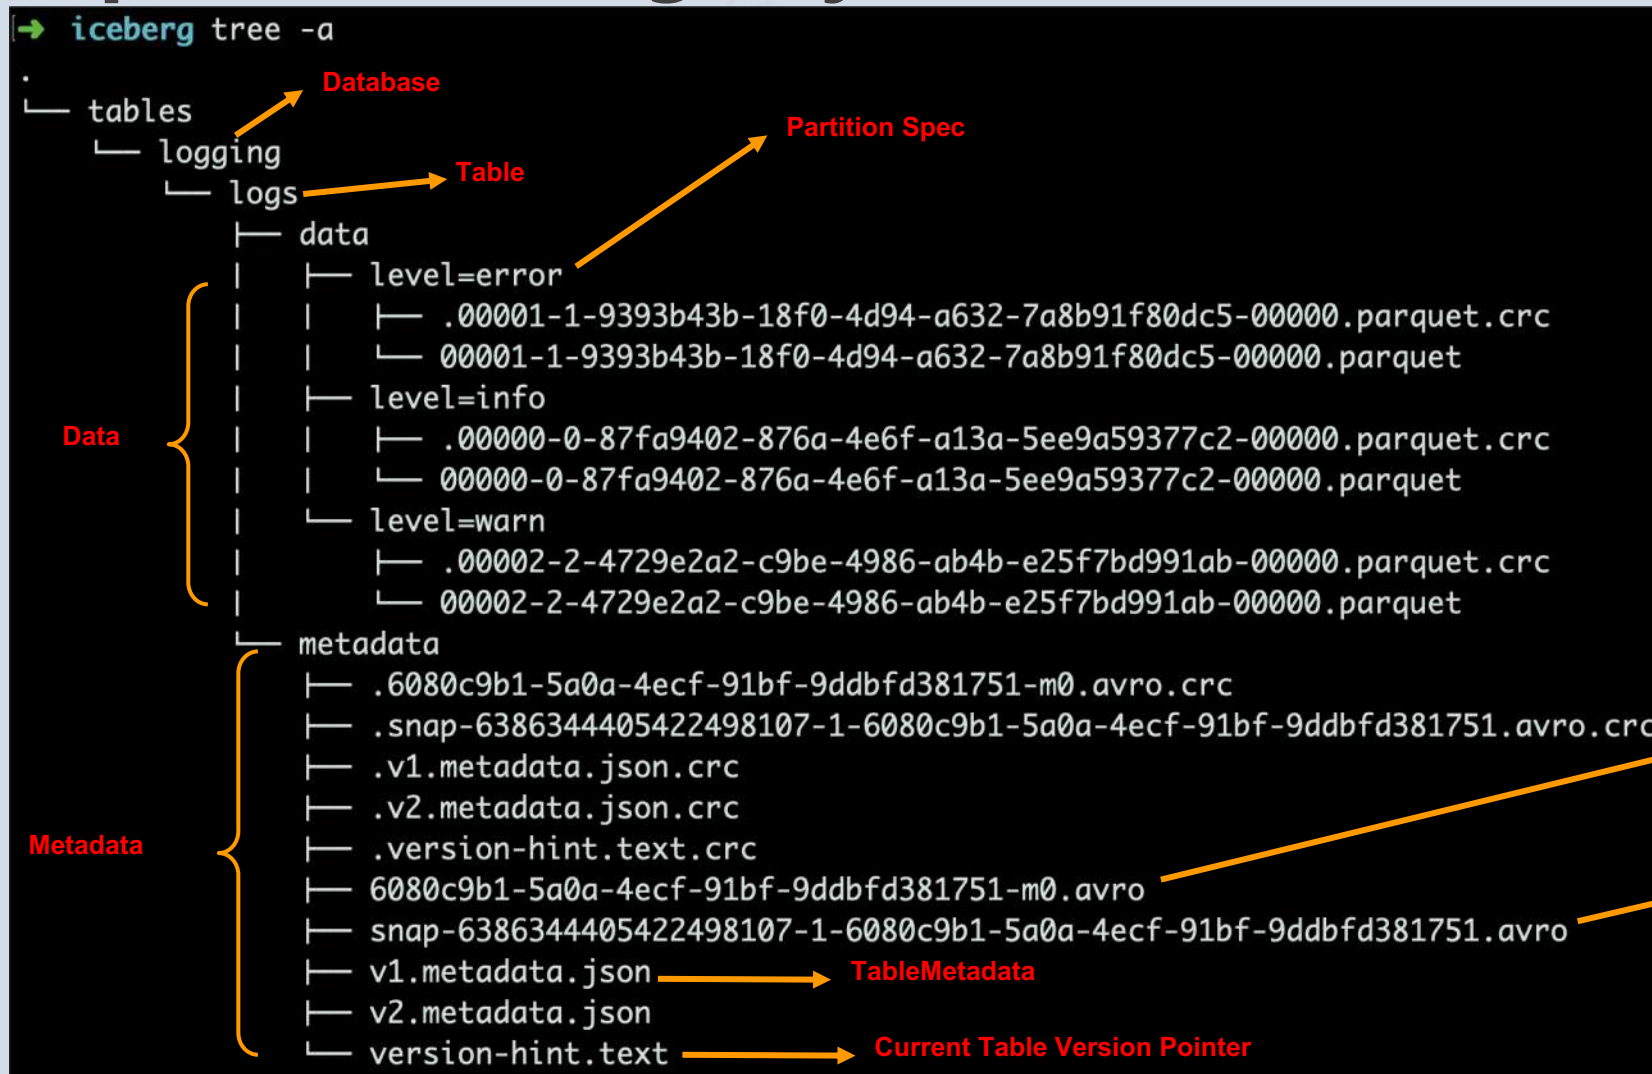 iceberg tree -a
.
Database
└── tables
Partition Spec
└── logging
Table
└── logs
├── data
│ ├── level=error
│ │ ├── .00001-1-9393b43b-18f0-4d94-a632-7a8b91f80dc5-00000.parquet.crc
│ │ └── 00001-1-9393b43b-18f0-4d94-a632-7a8b91f80dc5-00000.parquet
│ ├── level=info
Data
│ │ ├── .00000-0-87fa9402-876a-4e6f-a13a-5ee9a59377c2-00000.parquet.crc
│ │ └── 00000-0-87fa9402-876a-4e6f-a13a-5ee9a59377c2-00000.parquet
│ └── level=warn
│ ├── .00002-2-4729e2a2-c9be-4986-ab4b-e25f7bd991ab-00000.parquet.crc
│ └── 00002-2-4729e2a2-c9be-4986-ab4b-e25f7bd991ab-00000.parquet
└── metadata
├── .6080c9b1-5a0a-4ecf-91bf-9ddbfd381751-m0.avro.crc
├── .snap-6386344405422498107-1-6080c9b1-5a0a-4ecf-91bf-9ddbfd381751.avro.crc
├── .v1.metadata.json.crc
├── .v2.metadata.json.crc
Metadata
├── .version-hint.text.crc
├── 6080c9b1-5a0a-4ecf-91bf-9ddbfd381751-m0.avro
├── snap-6386344405422498107-1-6080c9b1-5a0a-4ecf-91bf-9ddbfd381751.avro
├── v1.metadata.json
TableMetadata
├── v2.metadata.json
└── version-hint.text
Current Table Version Pointer